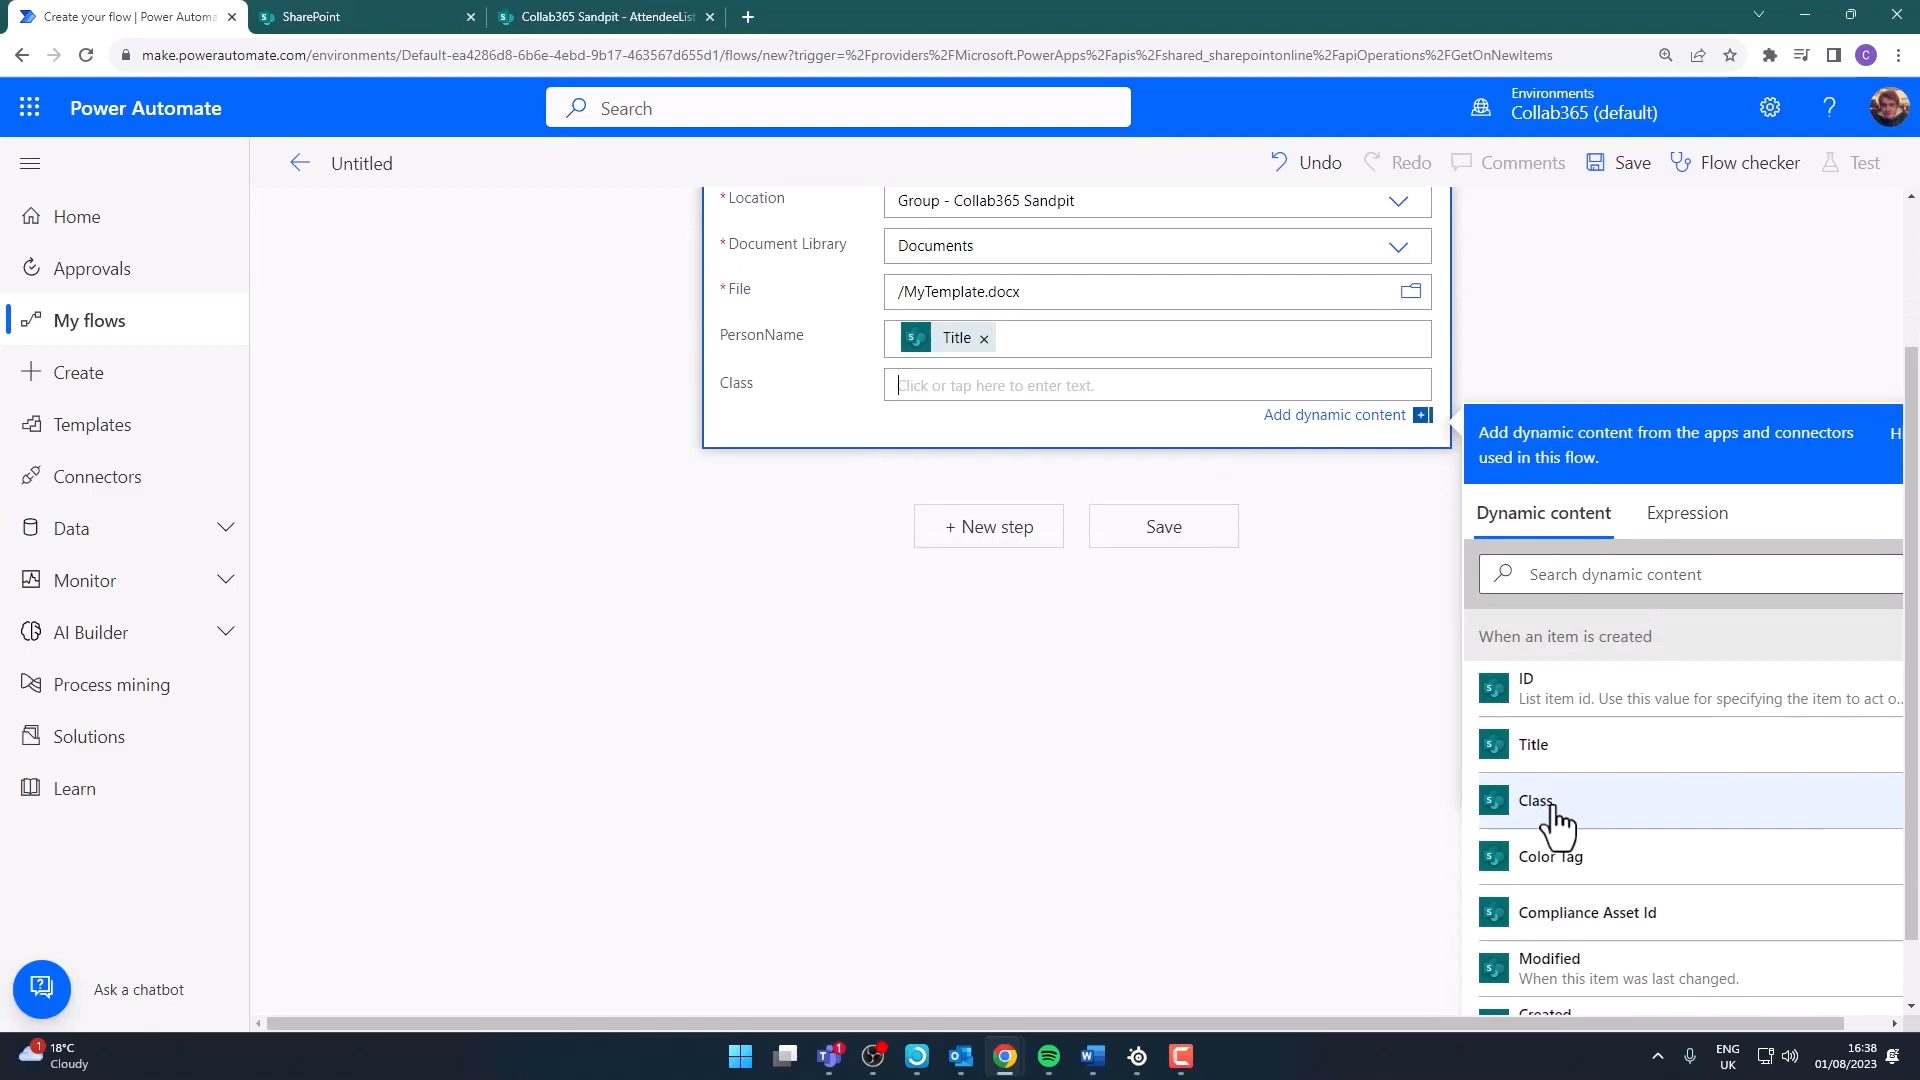 Create your flow | Power Automa
SharePoint
Collab365 Sandpit - AttendeeList
make.powerautomate.com/environments/Default-ea4286d8-6b6e-4ebd-9b17-463567d655d1/flows/new?trigger=%2Fproviders%2FMicrosoft.PowerApps%2Fapis%2Fshared_sharepointonline%2FapiOperations%2FGetOnNewItems
C
Power Automate
Search
Environments
Collab365 (default)
Untitled
Undo
Redo
Comments
Save
Flow checker
Test
Home
Approvals
My flows
Create
Templates
Connectors
Data
Monitor
AI Builder
Process mining
Solutions
Learn
Ask a chatbot
* Location
Group - Collab365 Sandpit
* Document Library
Documents
* File
/MyTemplate.docx
PersonName
Title
Class
Click or tap here to enter text.
Add dynamic content
+ New step
Save
Add dynamic content from the apps and connectors
used in this flow.
Dynamic content
Expression
Search dynamic content
When an item is created
ID
List item id. Use this value for specifying the item to act o...
Title
Class
Color Tag
Compliance Asset Id
Modified
When this item was last changed.
Created
1
18°C
Cloudy
1
ENG
UK
16:38
01/08/2023